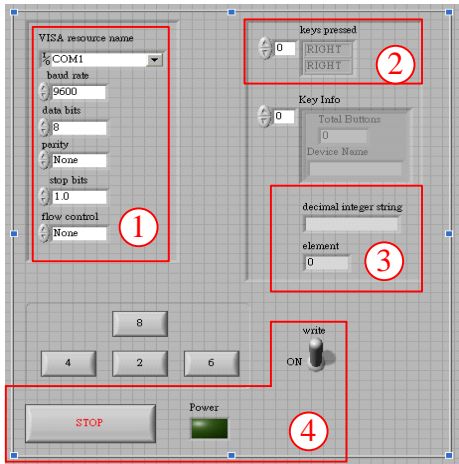 VISA resource name
COM1
baud rate
9600
data bits
8
parity
None
stop bits
1.0
flow control
None
1
keys pressed
0
RIGHT
RIGHT
2
Key Info
0
Total Buttons
0
Device Name
decimal integer string
element
0
3
8
4
2
6
write
ON
STOP
Power
4